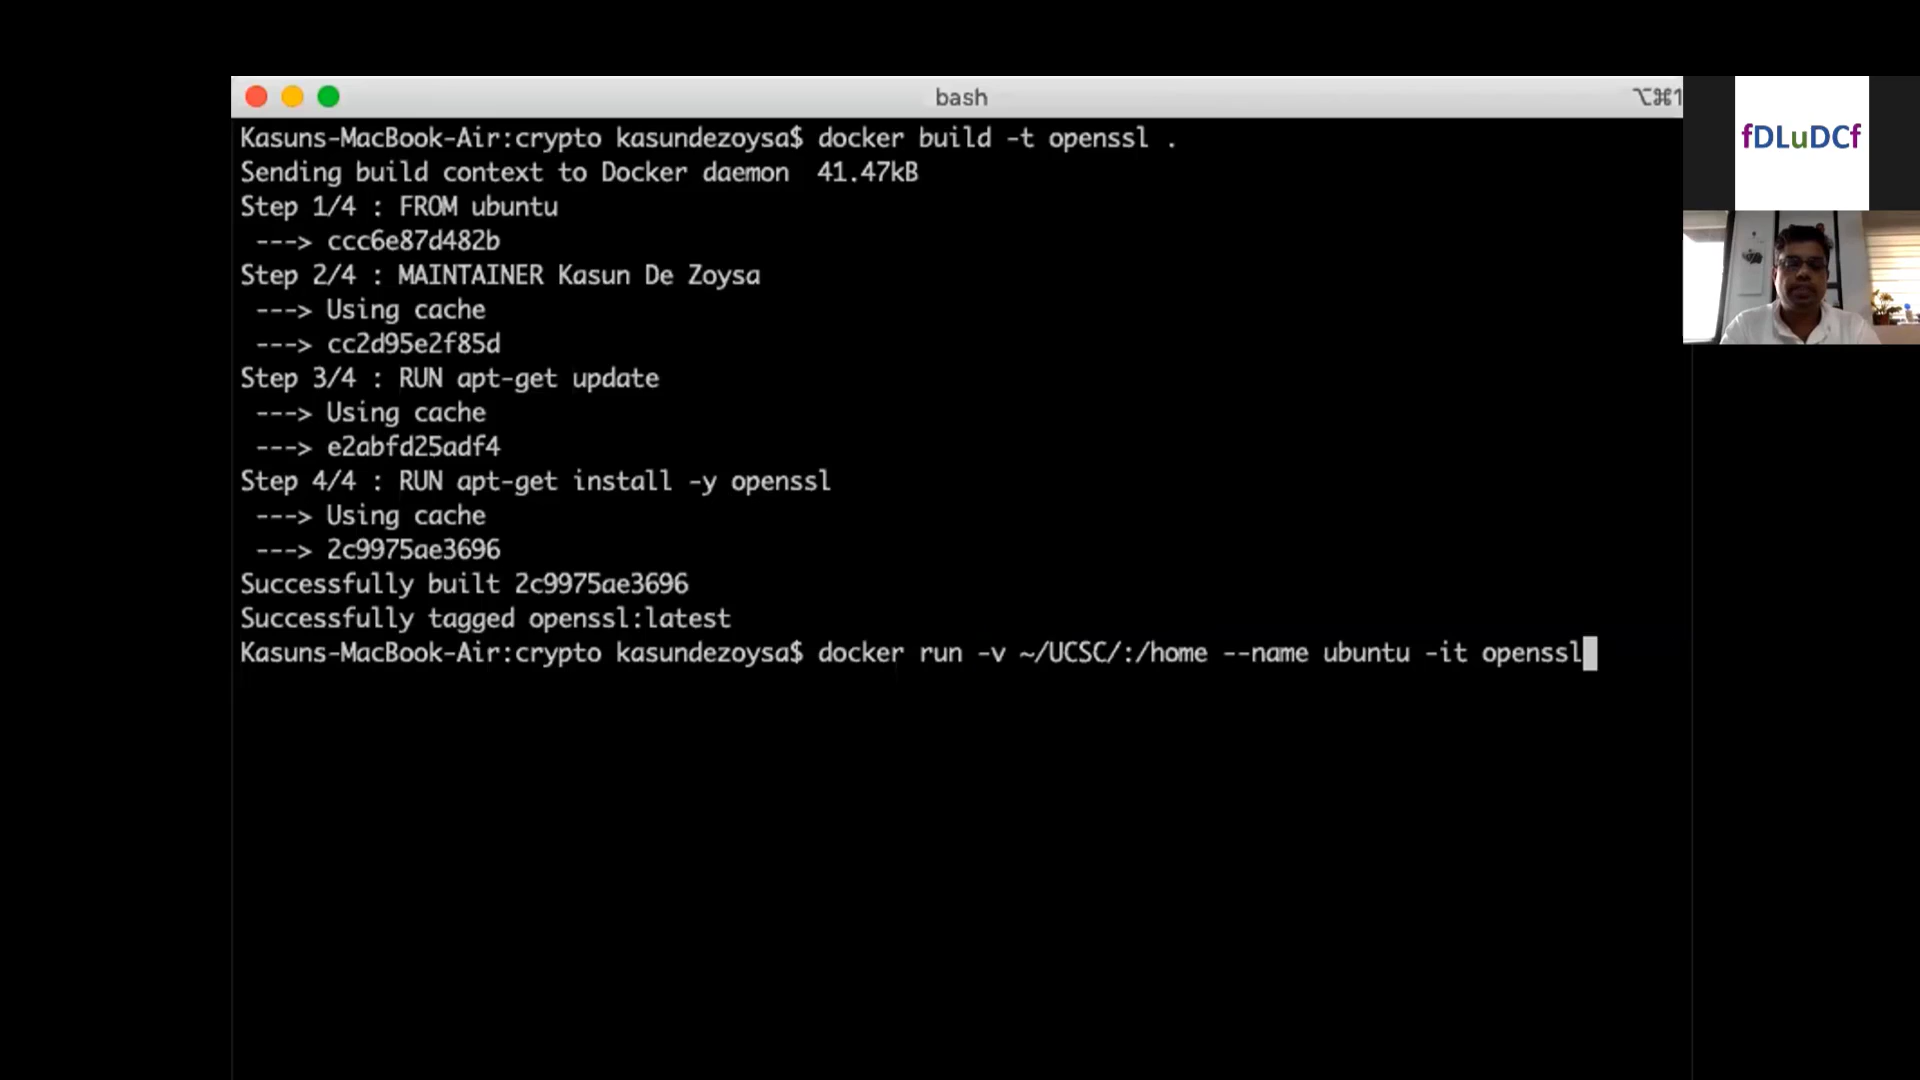 bash
⌥⌘1
Kasuns-MacBook-Air:crypto kasundezoysa$ docker build -t openssl .
Sending build context to Docker daemon  41.47kB
Step 1/4 : FROM ubuntu
 ---> ccc6e87d482b
Step 2/4 : MAINTAINER Kasun De Zoysa
 ---> Using cache
 ---> cc2d95e2f85d
Step 3/4 : RUN apt-get update
 ---> Using cache
 ---> e2abfd25adf4
Step 4/4 : RUN apt-get install -y openssl
 ---> Using cache
 ---> 2c9975ae3696
Successfully built 2c9975ae3696
Successfully tagged openssl:latest
Kasuns-MacBook-Air:crypto kasundezoysa$ docker run -v ~/UCSC/:/home --name ubuntu -it openssl
fDLuDCf